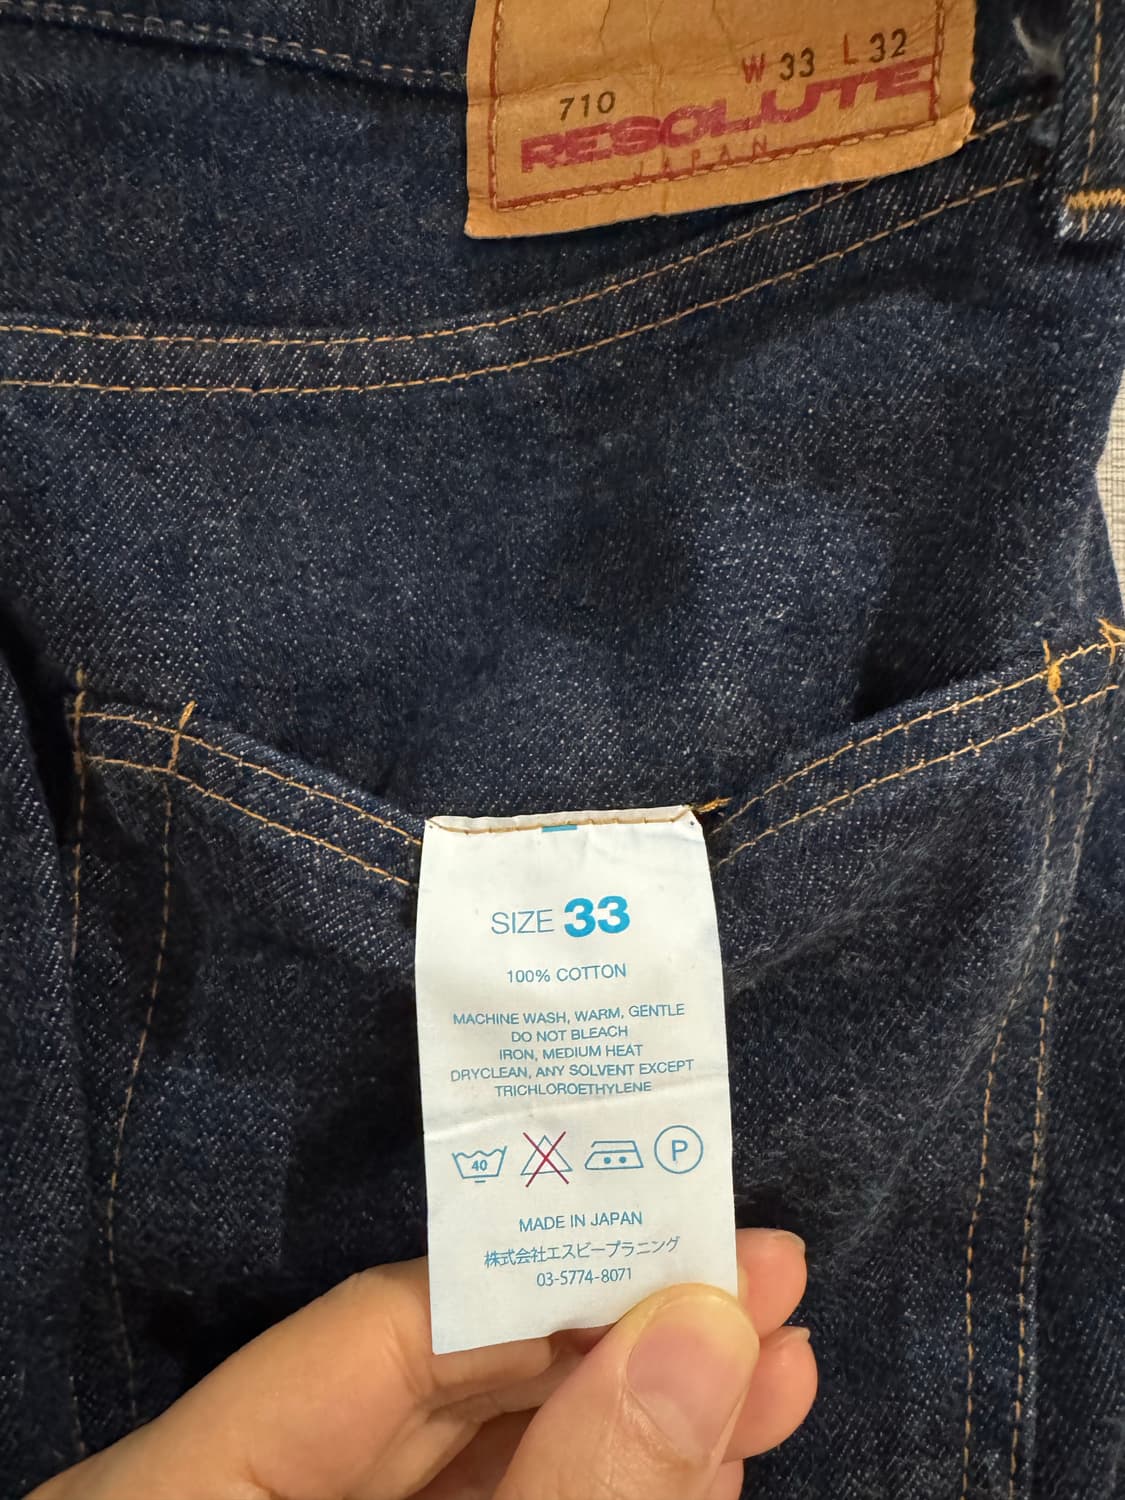 W 33 L 32
710
RESOLUTE
JAPAN
SIZE 33
100% COTTON
MACHINE WASH, WARM, GENTLE
DO NOT BLEACH
IRON, MEDIUM HEAT
DRYCLEAN, ANY SOLVENT EXCEPT
TRICHLOROETHYLENE
40 P
MADE IN JAPAN
株式会社エスビープラニング
03-5774-8071